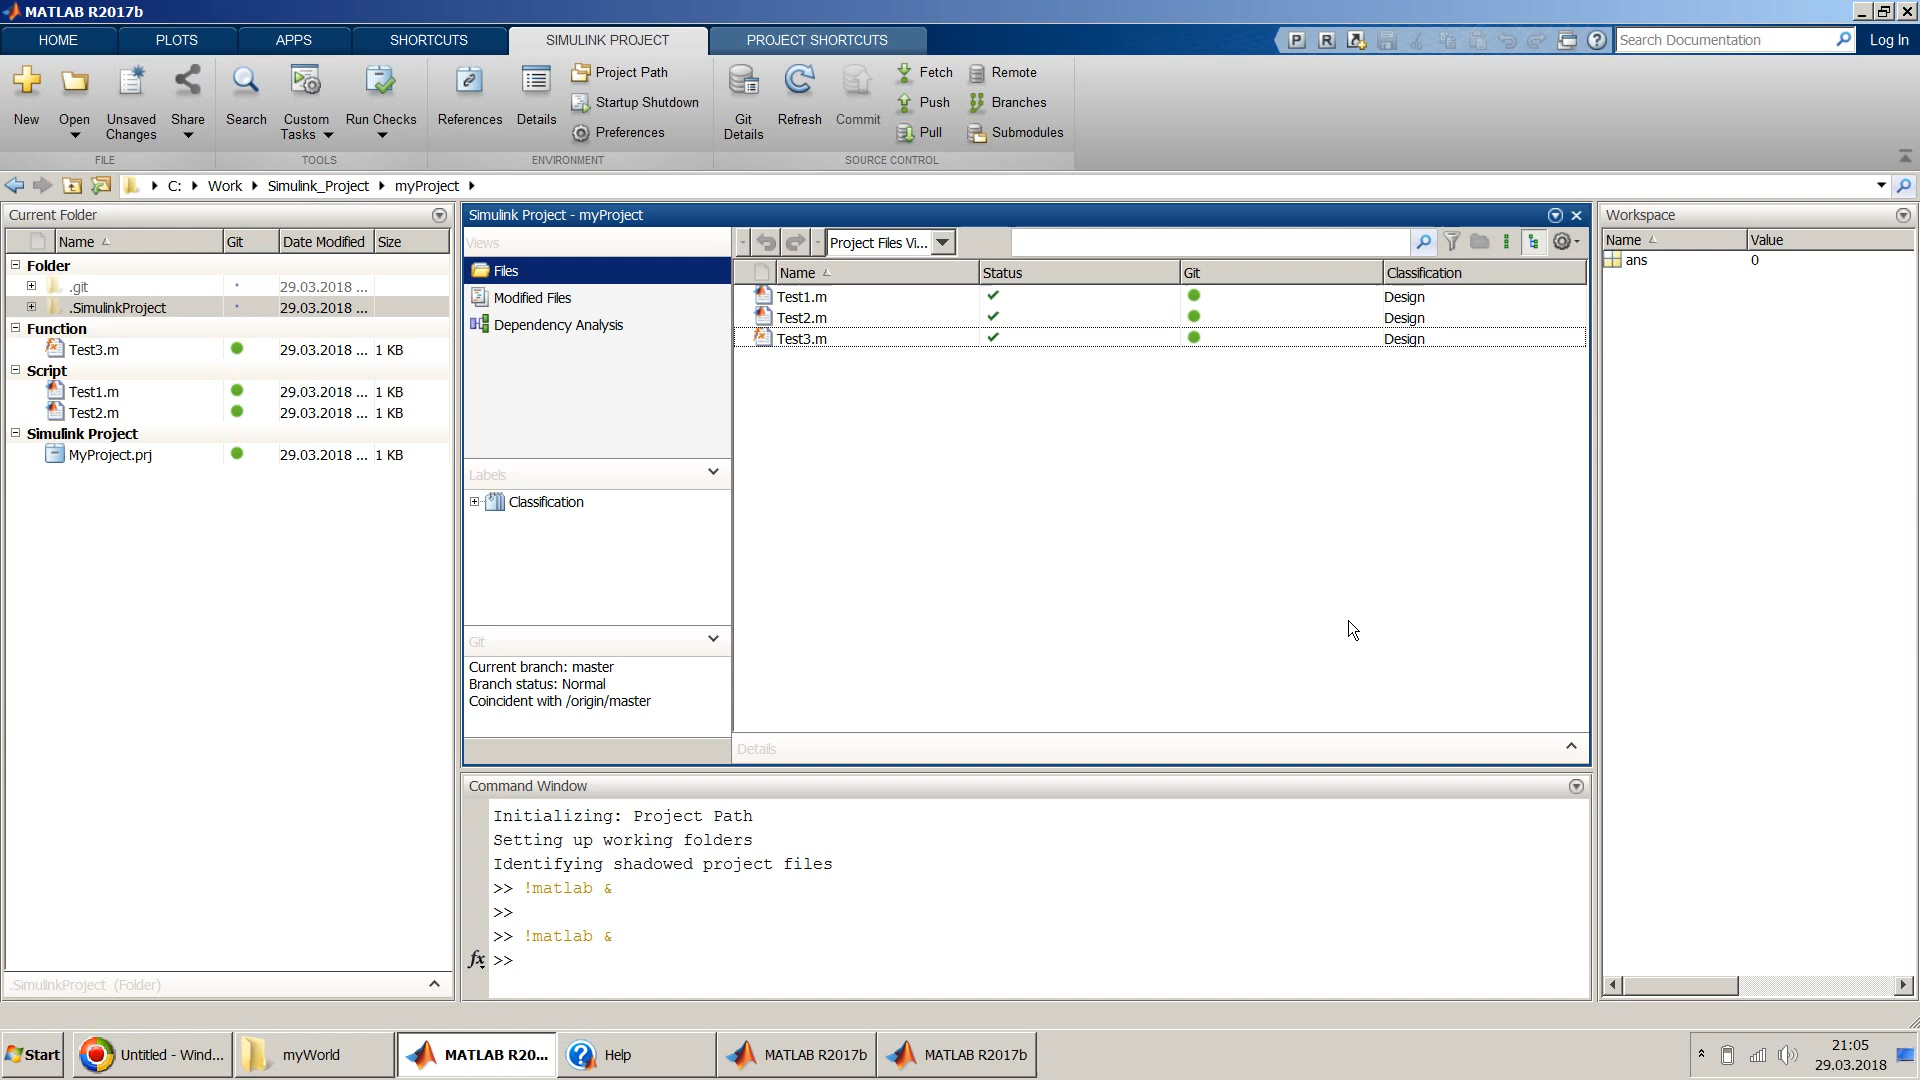 MATLAB R2017b
HOME
PLOTS
APPS
SHORTCUTS
SIMULINK PROJECT
PROJECT SHORTCUTS
Search Documentation
Log In
New
Open
Unsaved Changes
Share
Search
Custom Tasks
Run Checks
References
Details
Project Path
Startup Shutdown
Preferences
Git Details
Refresh
Commit
Fetch
Push
Pull
Remote
Branches
Submodules
FILE
TOOLS
ENVIRONMENT
SOURCE CONTROL
C: Work Simulink_Project myProject
Current Folder
Name Git Date Modified Size
Folder
.git 29.03.2018 ...
.SimulinkProject 29.03.2018 ...
Function
Test3.m 29.03.2018 ... 1 KB
Script
Test1.m 29.03.2018 ... 1 KB
Test2.m 29.03.2018 ... 1 KB
Simulink Project
MyProject.prj 29.03.2018 ... 1 KB
.SimulinkProject (Folder)
Simulink Project - myProject
Views
Files
Modified Files
Dependency Analysis
Labels
Classification
Git
Current branch: master
Branch status: Normal
Coincident with /origin/master
Project Files Vi...
Name Status Git Classification
Test1.m Design
Test2.m Design
Test3.m Design
Details
Command Window
Initializing: Project Path
Setting up working folders
Identifying shadowed project files
>> !matlab &
>>
>> !matlab &
fx >>
Workspace
Name Value
ans 0
Start
Untitled - Wind...
myWorld
MATLAB R20...
Help
MATLAB R2017b
MATLAB R2017b
21:05
29.03.2018